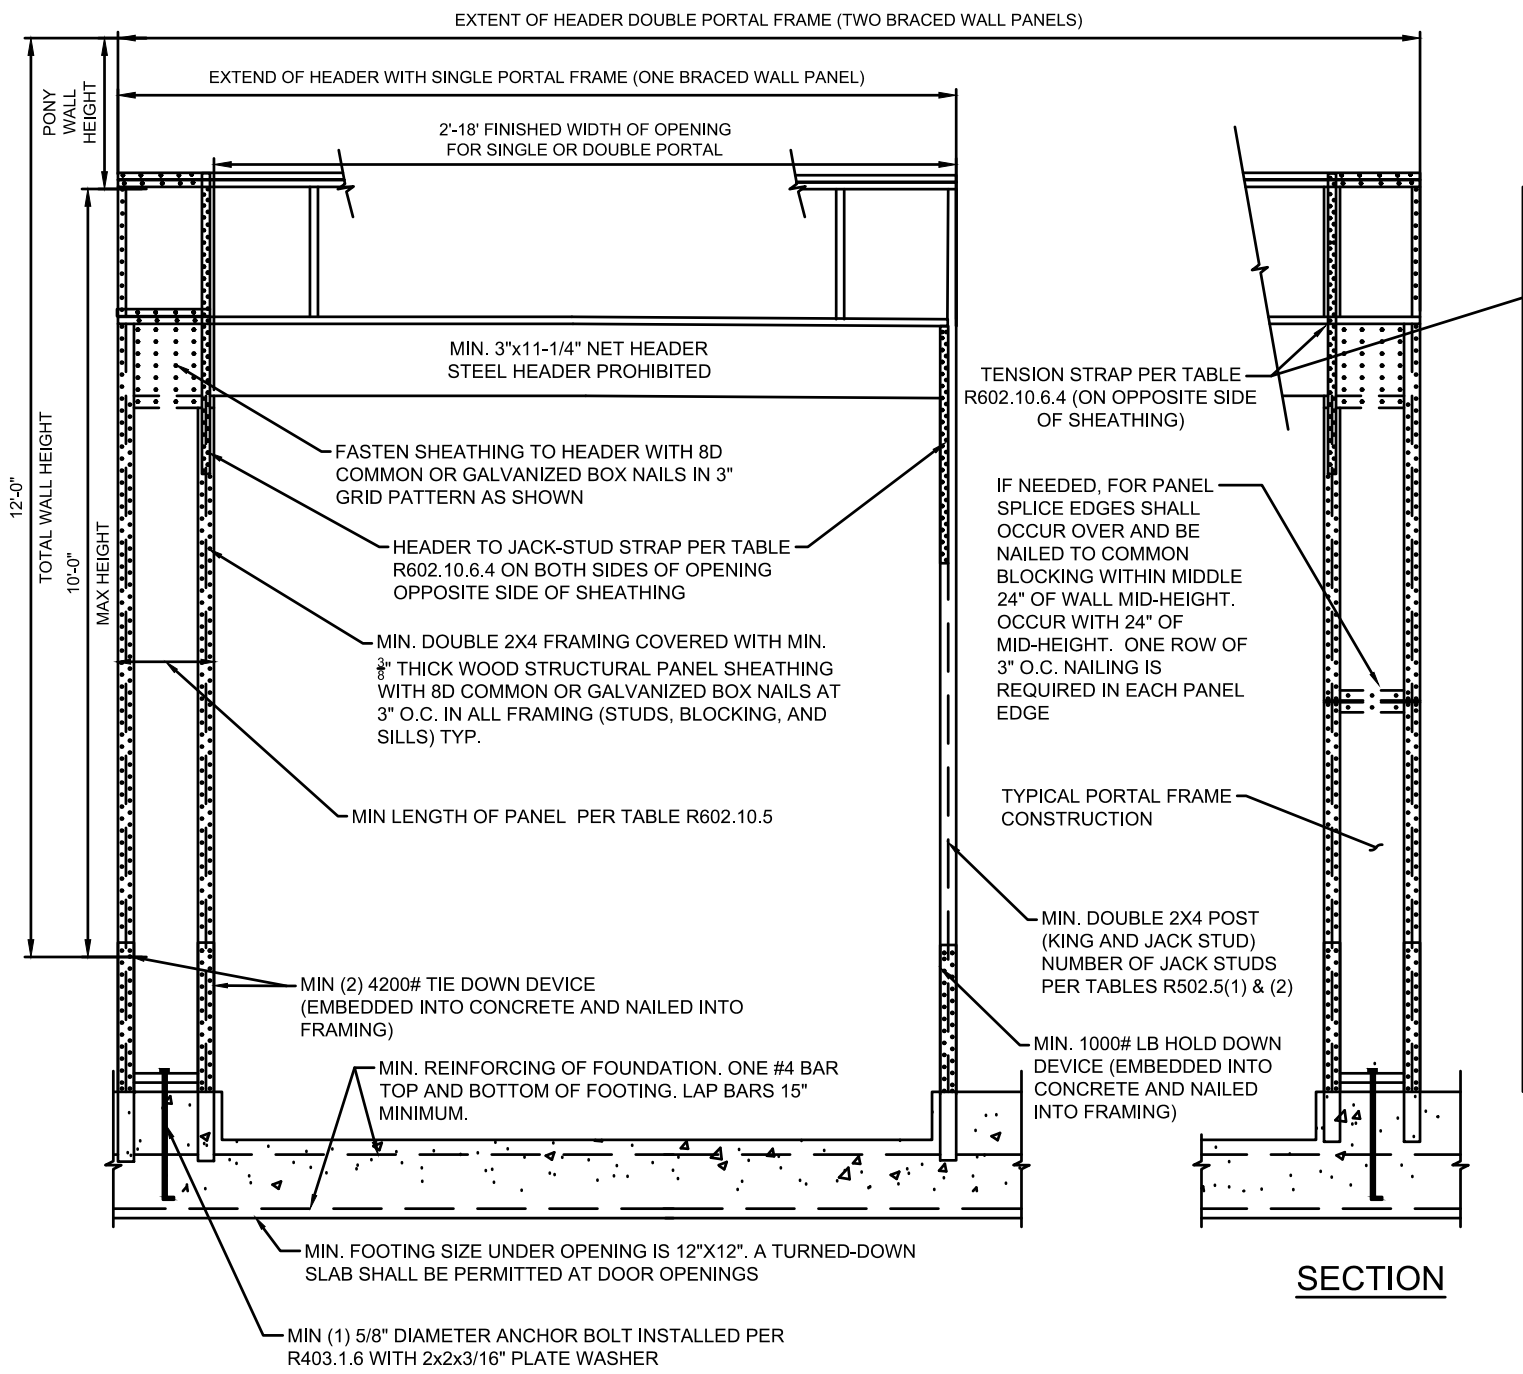 EXTENT OF HEADER DOUBLE PORTAL FRAME (TWO BRACED WALL PANELS)
EXTEND OF HEADER WITH SINGLE PORTAL FRAME (ONE BRACED WALL PANEL)
PONY
WALL
HEIGHT
2'-18' FINISHED WIDTH OF OPENING
FOR SINGLE OR DOUBLE PORTAL
12'-0"
TOTAL WALL HEIGHT
10'-0"
MAX HEIGHT
MIN. 3"x11-1/4" NET HEADER
STEEL HEADER PROHIBITED
TENSION STRAP PER TABLE
R602.10.6.4 (ON OPPOSITE SIDE
OF SHEATHING)
FASTEN SHEATHING TO HEADER WITH 8D
COMMON OR GALVANIZED BOX NAILS IN 3"
GRID PATTERN AS SHOWN
HEADER TO JACK-STUD STRAP PER TABLE
R602.10.6.4 ON BOTH SIDES OF OPENING
OPPOSITE SIDE OF SHEATHING
IF NEEDED, FOR PANEL
SPLICE EDGES SHALL
OCCUR OVER AND BE
NAILED TO COMMON
BLOCKING WITHIN MIDDLE
24" OF WALL MID-HEIGHT.
OCCUR WITH 24" OF
MID-HEIGHT. ONE ROW OF
3" O.C. NAILING IS
REQUIRED IN EACH PANEL
EDGE
MIN. DOUBLE 2X4 FRAMING COVERED WITH MIN.
3/8" THICK WOOD STRUCTURAL PANEL SHEATHING
WITH 8D COMMON OR GALVANIZED BOX NAILS AT
3" O.C. IN ALL FRAMING (STUDS, BLOCKING, AND
SILLS) TYP.
MIN LENGTH OF PANEL PER TABLE R602.10.5
TYPICAL PORTAL FRAME
CONSTRUCTION
MIN. DOUBLE 2X4 POST
(KING AND JACK STUD)
NUMBER OF JACK STUDS
PER TABLES R502.5(1) & (2)
MIN (2) 4200# TIE DOWN DEVICE
(EMBEDDED INTO CONCRETE AND NAILED INTO
FRAMING)
MIN. 1000# LB HOLD DOWN
DEVICE (EMBEDDED INTO
CONCRETE AND NAILED
INTO FRAMING)
MIN. REINFORCING OF FOUNDATION. ONE #4 BAR
TOP AND BOTTOM OF FOOTING. LAP BARS 15"
MINIMUM.
MIN. FOOTING SIZE UNDER OPENING IS 12"X12". A TURNED-DOWN
SLAB SHALL BE PERMITTED AT DOOR OPENINGS
SECTION
MIN (1) 5/8" DIAMETER ANCHOR BOLT INSTALLED PER
R403.1.6 WITH 2x2x3/16" PLATE WASHER